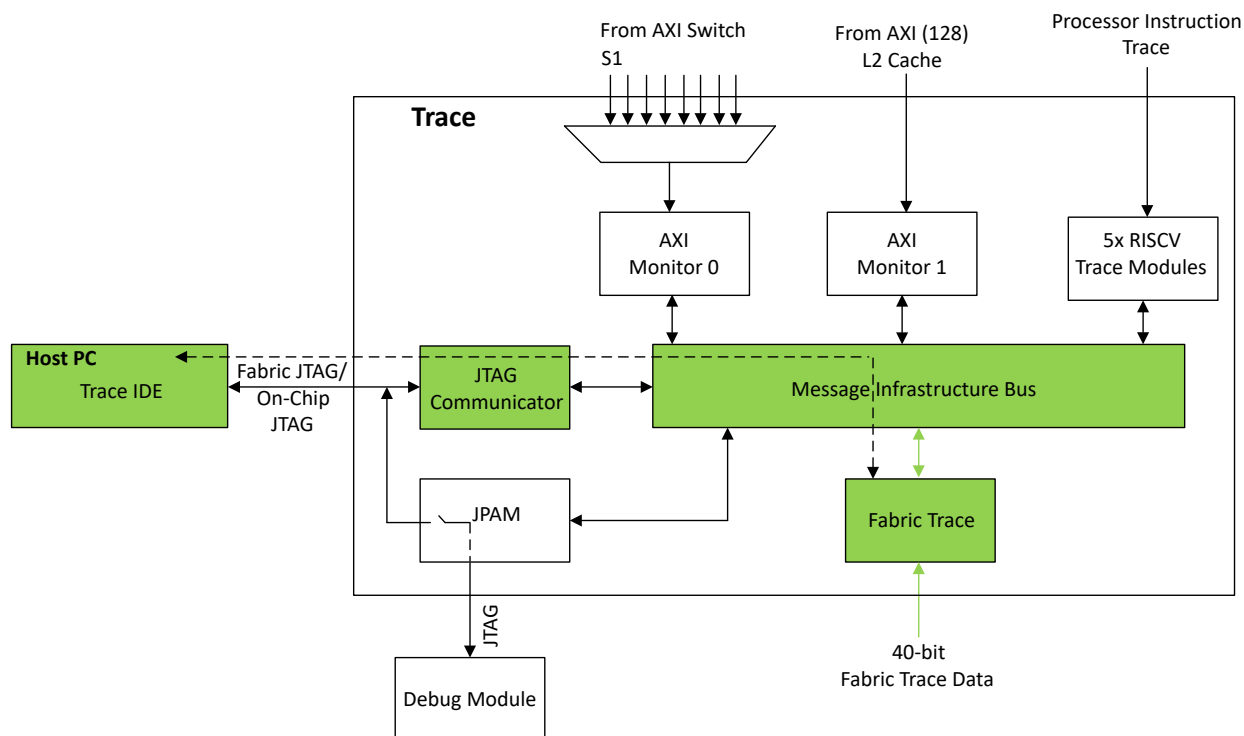 From AXI Switch
S1
From AXI (128)
L2 Cache
Processor Instruction
Trace
Trace
AXI
Monitor 0
AXI
Monitor 1
5x RISCV
Trace Modules
Host PC
Trace IDE
Fabric JTAG/
On-Chip
JTAG
JTAG
Communicator
Message Infrastructure Bus
JPAM
Fabric Trace
JTAG
40-bit
Fabric Trace Data
Debug Module